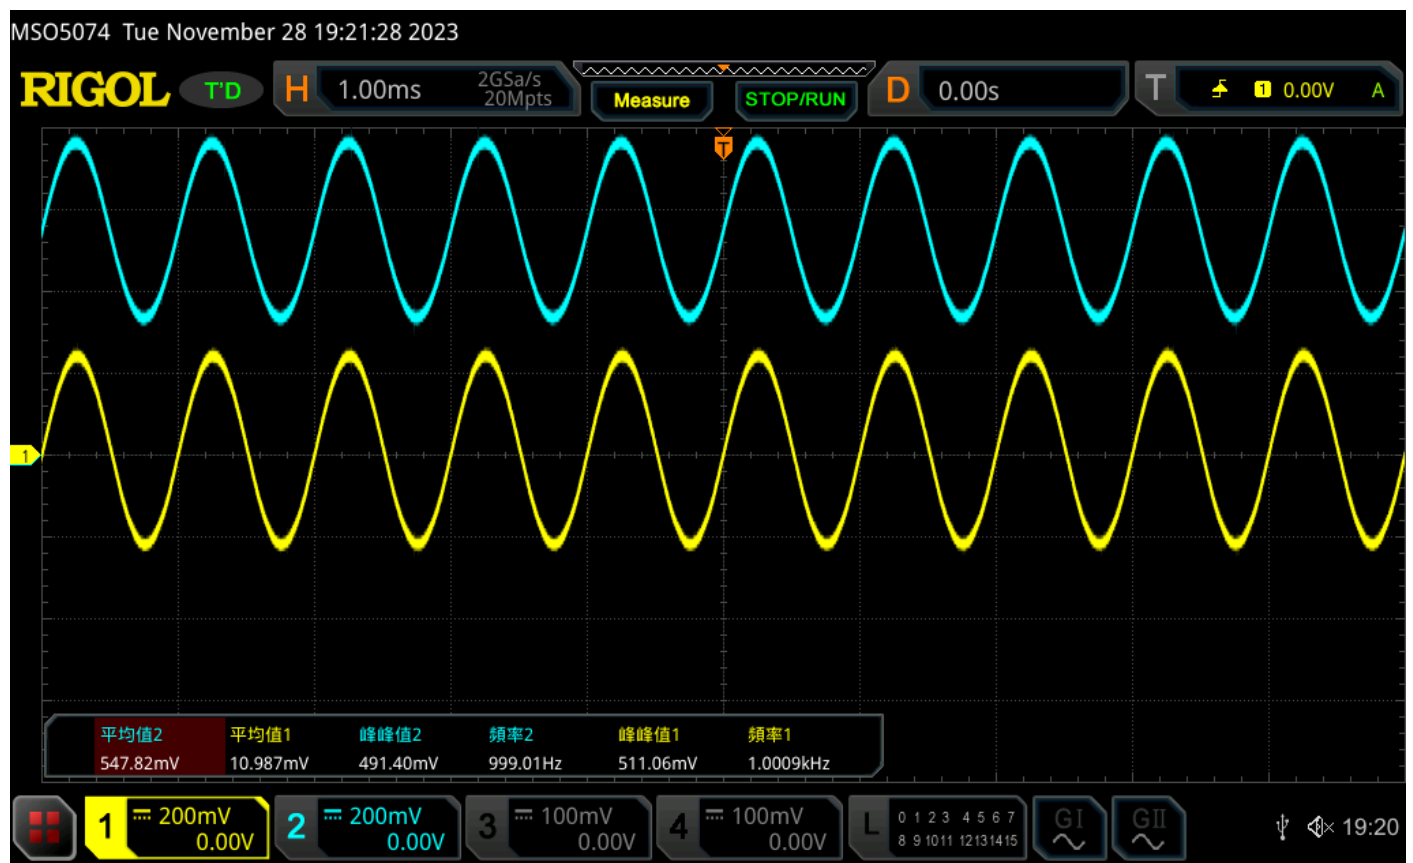 MSO5074 Tue November 28 19:21:28 2023
RIGOL T'D H 1.00ms 2GSa/s 20Mpts Measure STOP/RUN D 0.00s T 1 0.00V A
T
1
平均值2 平均值1 峰峰值2 頻率2 峰峰值1 頻率1
547.82mV 10.987mV 491.40mV 999.01Hz 511.06mV 1.0009kHz
1 200mV 2 200mV 3 100mV 4 100mV L 0 1 2 3 4 5 6 7 GI GII
0.00V 0.00V 0.00V 0.00V 8 9 10 11 12 13 14 15 19:20